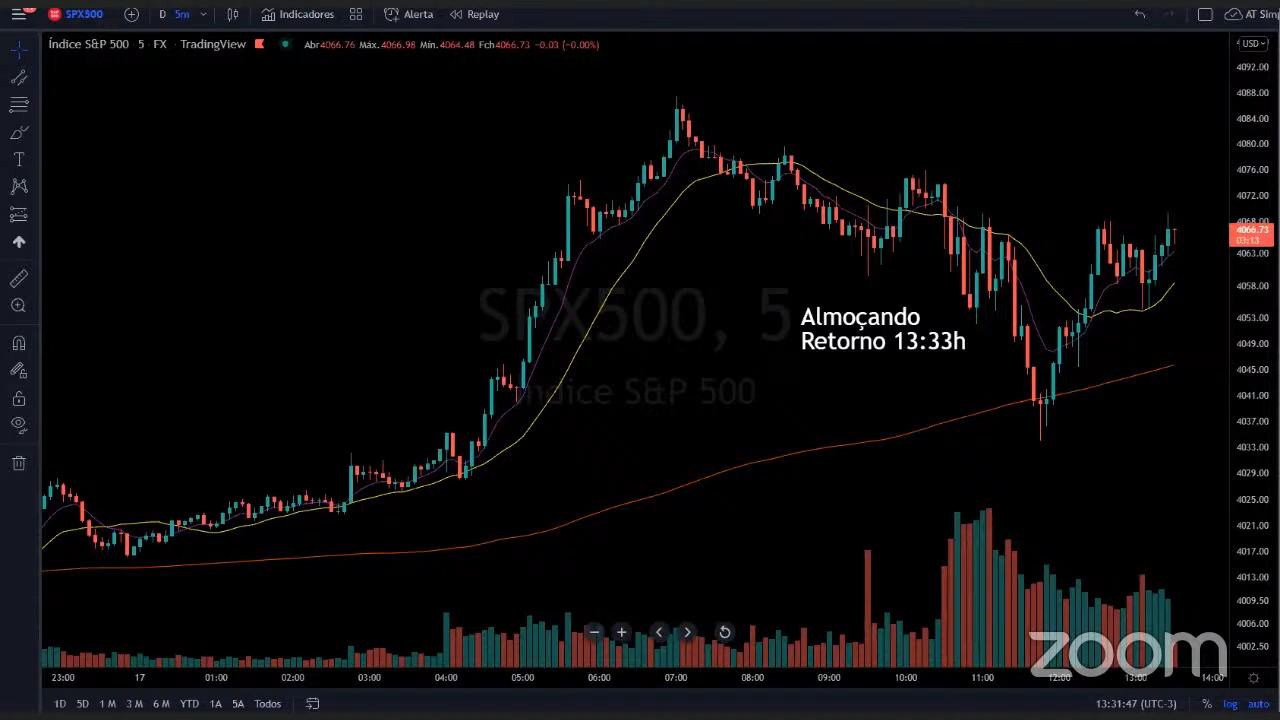 SPX500
D
5m
Indicadores
Alerta
Replay
AT Sim
Índice S&P 500 · 5 · FX · TradingView
Abr4066.76 Máx.4066.98 Mín.4064.48 Fch4066.73 −0.03 (−0.00%)
USD
4092.00
4088.00
4084.00
4080.00
4076.00
4072.00
4068.00
4066.73
03:13
4063.00
4058.00
4053.00
4049.00
4045.00
4041.00
4037.00
4033.00
4029.00
4025.00
4021.00
4017.00
4013.00
4009.50
4006.00
4002.50
SPX500, 5
Índice S&P 500
Almoçando
Retorno 13:33h
zoom
23:00 17 01:00 02:00 03:00 04:00 05:00 06:00 07:00 08:00 09:00 10:00 11:00 12:00 13:00 14:00
1D 5D 1M 3M 6M YTD 1A 5A Todos
13:31:47 (UTC-3) % log auto